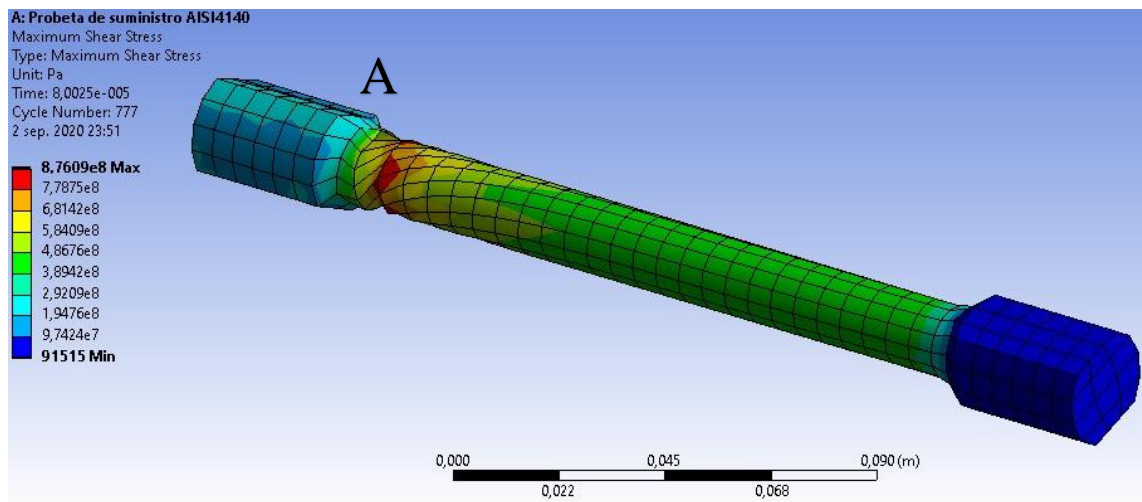 A: Probeta de suministro AISI4140
Maximum Shear Stress
Type: Maximum Shear Stress
Unit: Pa
Time: 8,0025e-005
Cycle Number: 777
2 sep. 2020 23:51
A
8,7609e8 Max
7,7875e8
6,8142e8
5,8409e8
4,8676e8
3,8942e8
2,9209e8
1,9476e8
9,7424e7
91515 Min
0,000
0,045
0,090 (m)
0,022
0,068